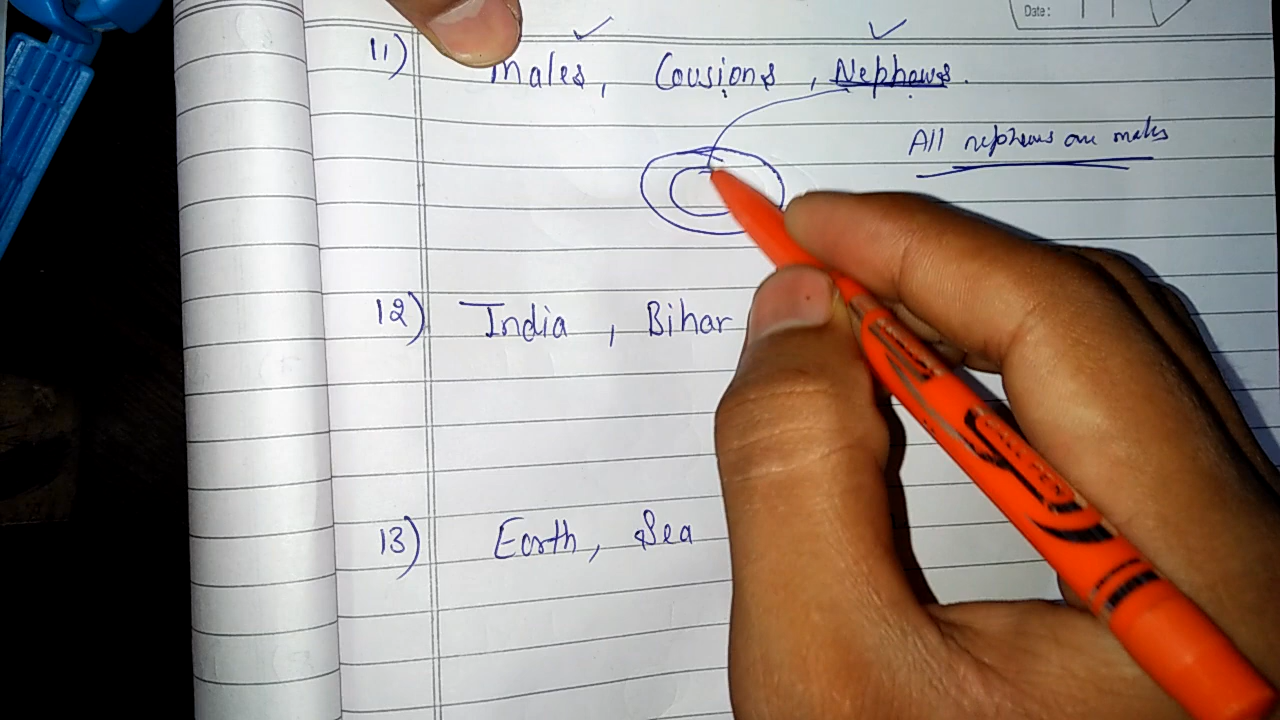 Date:
11) Males, Cousions, Nephews.
All nephews are males
12) India, Bihar
13) Earth, Sea